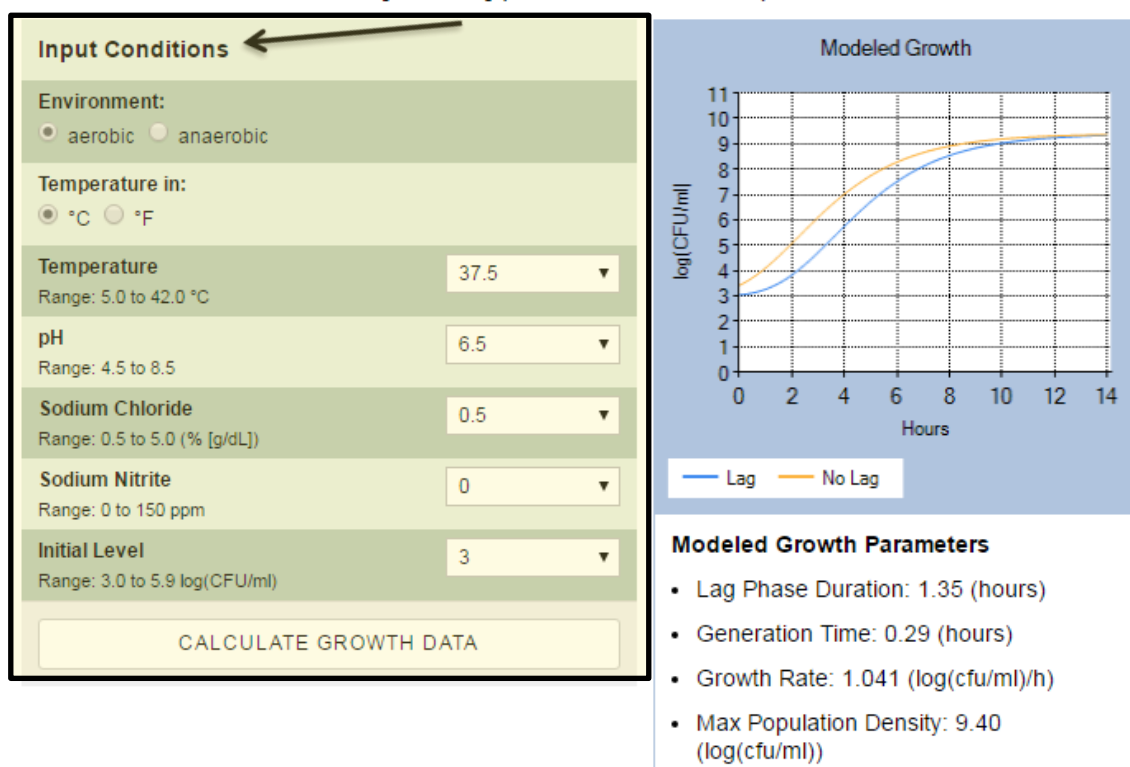 Input Conditions
Environment:
aerobic anaerobic
Temperature in:
°C °F
Temperature
37.5
Range: 5.0 to 42.0 °C
pH
6.5
Range: 4.5 to 8.5
Sodium Chloride
0.5
Range: 0.5 to 5.0 (% [g/dL])
Sodium Nitrite
0
Range: 0 to 150 ppm
Initial Level
3
Range: 3.0 to 5.9 log(CFU/ml)
CALCULATE GROWTH DATA
Modeled Growth
11
10
9
8
7
6
5
4
3
2
1
0
log(CFU/ml]
0 2 4 6 8 10 12 14
Hours
Lag No Lag
Modeled Growth Parameters
• Lag Phase Duration: 1.35 (hours)
• Generation Time: 0.29 (hours)
• Growth Rate: 1.041 (log(cfu/ml)/h)
• Max Population Density: 9.40
(log(cfu/ml))